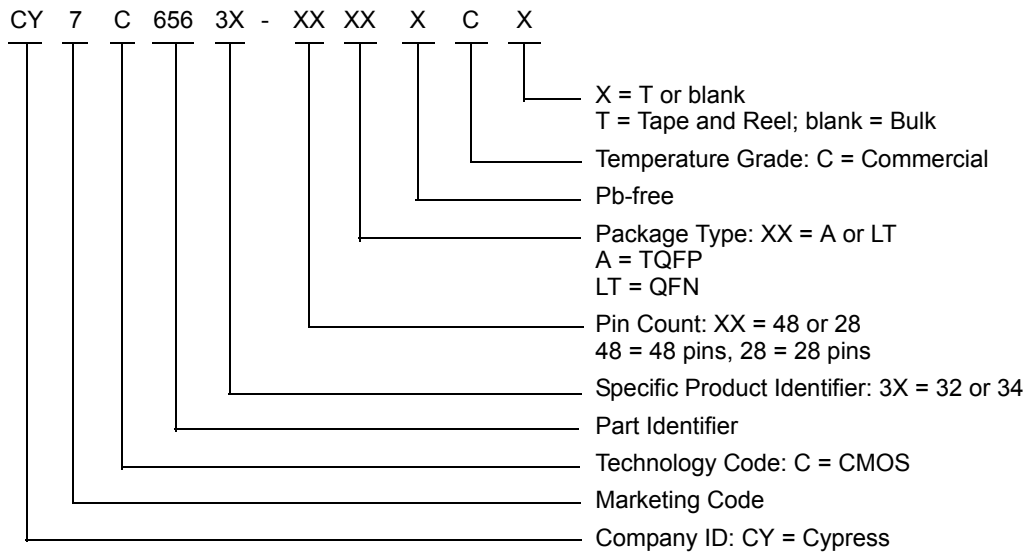 CY 7 C 656 3X - XX XX X C X
X = T or blank
T = Tape and Reel; blank = Bulk
Temperature Grade: C = Commercial
Pb-free
Package Type: XX = A or LT
A = TQFP
LT = QFN
Pin Count: XX = 48 or 28
48 = 48 pins, 28 = 28 pins
Specific Product Identifier: 3X = 32 or 34
Part Identifier
Technology Code: C = CMOS
Marketing Code
Company ID: CY = Cypress